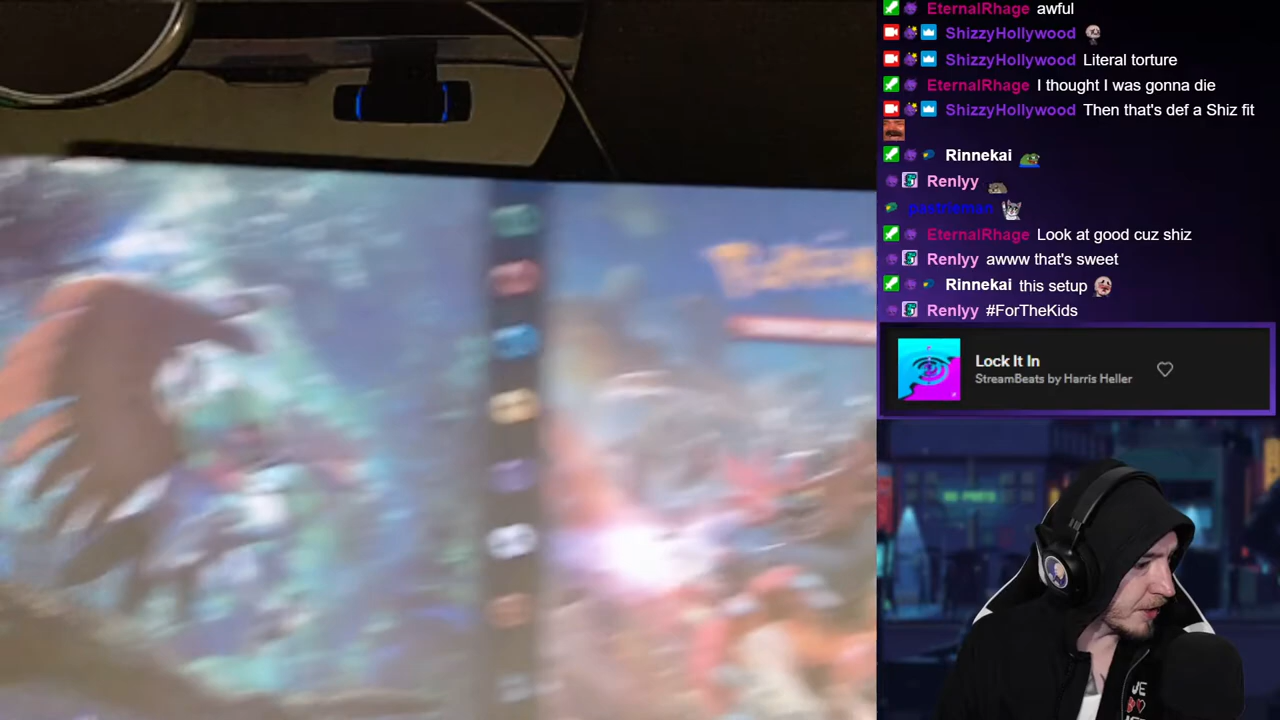 EternalRhage awful
ShizzyHollywood
ShizzyHollywood Literal torture
EternalRhage I thought I was gonna die
ShizzyHollywood Then that's def a Shiz fit
Rinnekai
Renlyy
EternalRhage Look at good cuz shiz
Renlyy awww that's sweet
Rinnekai this setup
Renlyy #ForTheKids
Lock It In
StreamBeats by Harris Heller